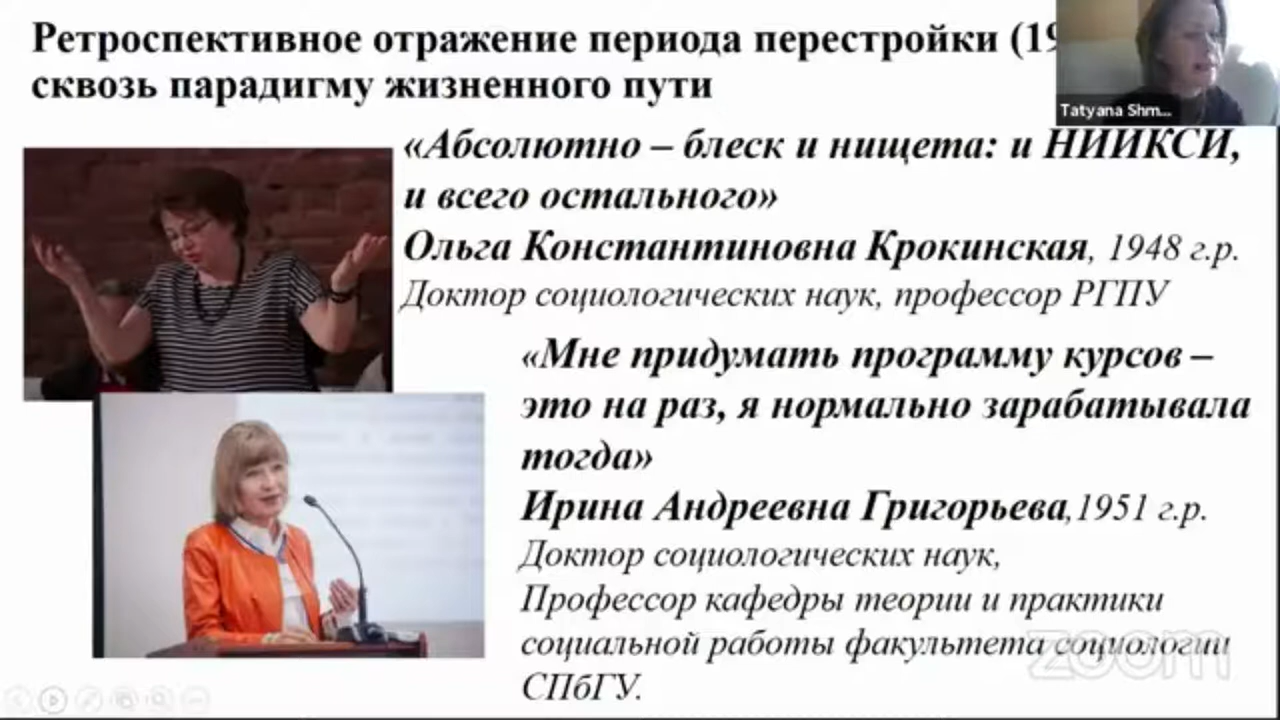 Ретроспективное отражение периода перестройки (19
сквозь парадигму жизненного пути
Tatyana Shm...
«Абсолютно – блеск и нищета: и НИИКСИ,
и всего остального»
Ольга Константиновна Крокинская, 1948 г.р.
Доктор социологических наук, профессор РГПУ
«Мне придумать программу курсов –
это на раз, я нормально зарабатывала
тогда»
Ирина Андреевна Григорьева,1951 г.р.
Доктор социологических наук,
Профессор кафедры теории и практики
социальной работы факультета социологии
СПбГУ.
zoom